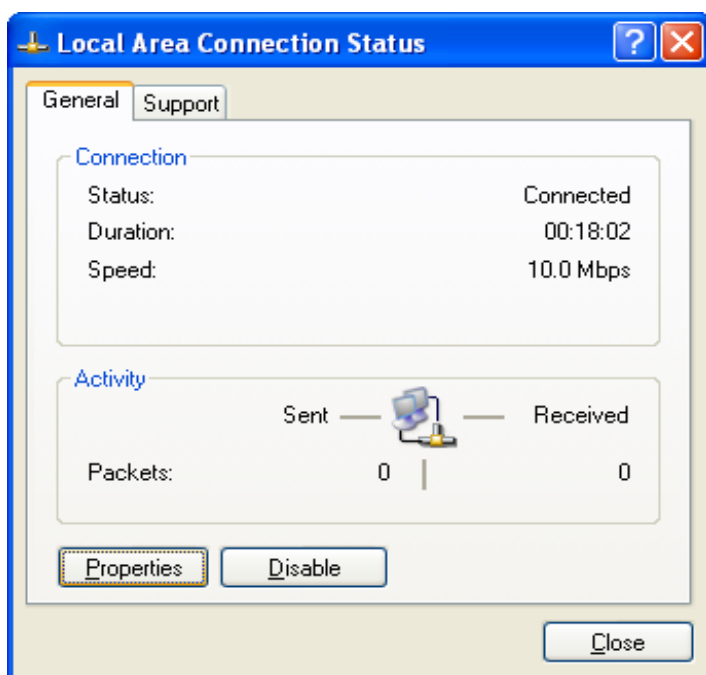 Local Area Connection Status
General Support
Connection
Status: Connected
Duration: 00:18:02
Speed: 10.0 Mbps
Activity
Sent Received
Packets: 0 0
Properties Disable
Close